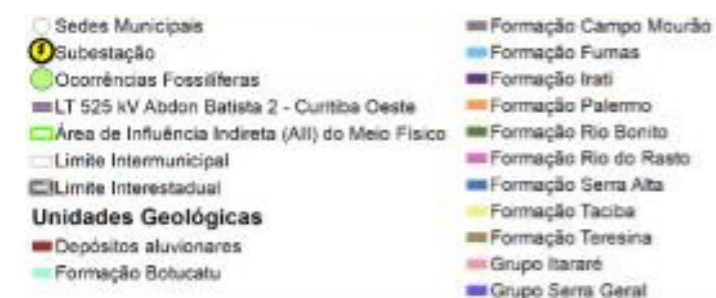 Sedes Municipais
Subestação
Ocorrências Fossilíferas
LT 525 kV Abdon Batista 2 - Curitiba Oeste
Área de Influência Indireta (AII) do Meio Físico
Limite Intermunicipal
Limite Interestadual
Unidades Geológicas
Depósitos aluvionares
Formação Botucatu
Formação Campo Mourão
Formação Furnas
Formação Irati
Formação Palermo
Formação Rio Bonito
Formação Rio do Rasto
Formação Serra Alta
Formação Taciba
Formação Teresina
Grupo Itararé
Grupo Serra Geral